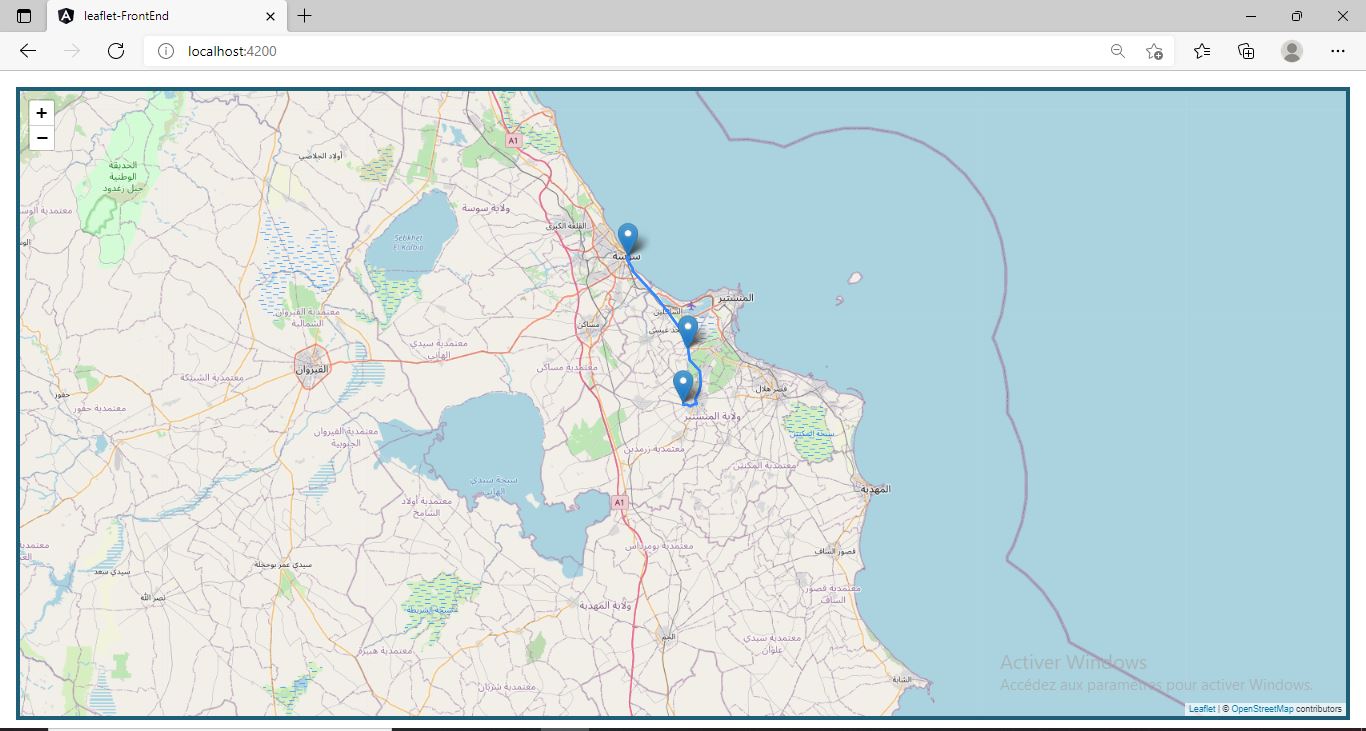 leaflet-FrontEnd
localhost:4200
+
−
A1
أولاد الجلاصي
الحديقة
الوطنية
جبل زغدود
ولاية سوسة
القلعة الكبرى
Sebkhet
El Kalbia
سوسة
المنستير
الساحلين
معتمدية القيروان
الشمالية
مساكن
معتمدية سيدي
الهاني
القيروان
معتمدية مساكن
معتمدية الشبيكة
حفوز
معتمدية حفوز
قصر هلال
ولاية المنستير
معتمدية القيروان
الجنوبية
سبخة المكنين
معتمدية زرمدين
معتمدية المكنين
سبخة سيدي
الهاني
المهدية
معتمدية أولاد
الشامخ
A1
معتمدية بومرداس
قصور الساف
سيدي عمر بوحجلة
سيدي سعد
معتمدية قصور
الساف
نصر الله
ولاية المهدية
سبخة الشريطة
الجم
معتمدية سيدي
علوان
معتمدية هبيرة
معتمدية شربان
الشابة
Activer Windows
Accédez aux paramètres pour activer Windows.
Leaflet | © OpenStreetMap contributors